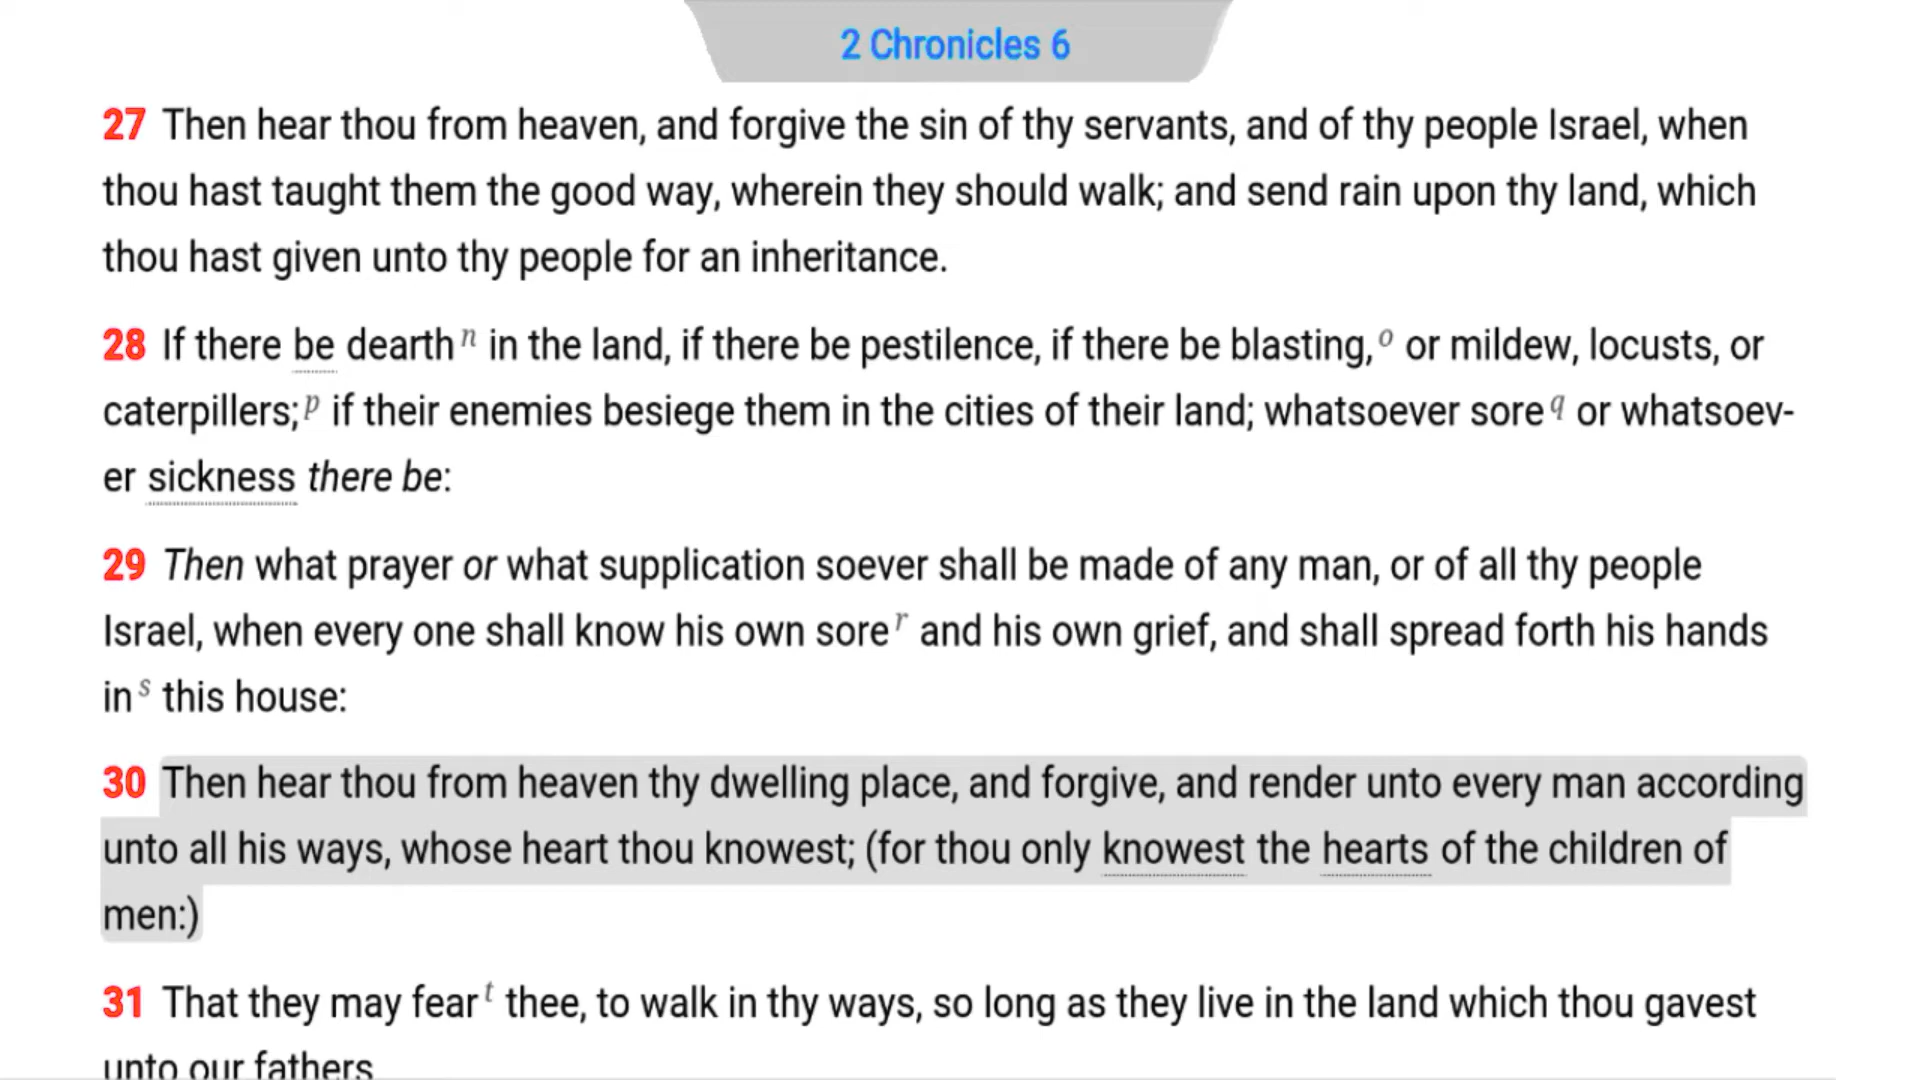 2 Chronicles 6
27 Then hear thou from heaven, and forgive the sin of thy servants, and of thy people Israel, when
thou hast taught them the good way, wherein they should walk; and send rain upon thy land, which
thou hast given unto thy people for an inheritance.
28 If there be dearth n in the land, if there be pestilence, if there be blasting, o or mildew, locusts, or
caterpillers; p if their enemies besiege them in the cities of their land; whatsoever sore q or whatsoev-
er sickness there be:
29 Then what prayer or what supplication soever shall be made of any man, or of all thy people
Israel, when every one shall know his own sore r and his own grief, and shall spread forth his hands
in s this house:
30 Then hear thou from heaven thy dwelling place, and forgive, and render unto every man according
unto all his ways, whose heart thou knowest; (for thou only knowest the hearts of the children of
men:)
31 That they may fear t thee, to walk in thy ways, so long as they live in the land which thou gavest
unto our fathers